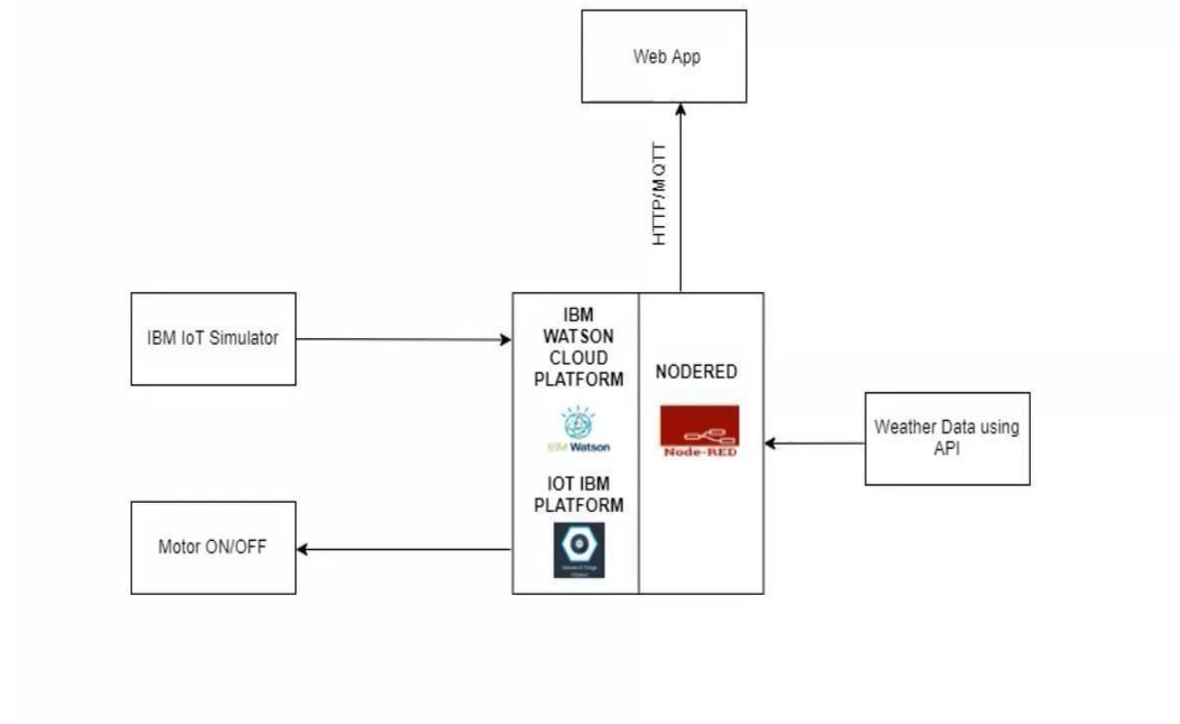 Web App
HTTP/MQTT
IBM
WATSON
CLOUD
PLATFORM
IBM Watson
IOT IBM
PLATFORM
NODERED
Node-RED
IBM IoT Simulator
Weather Data using
API
Motor ON/OFF